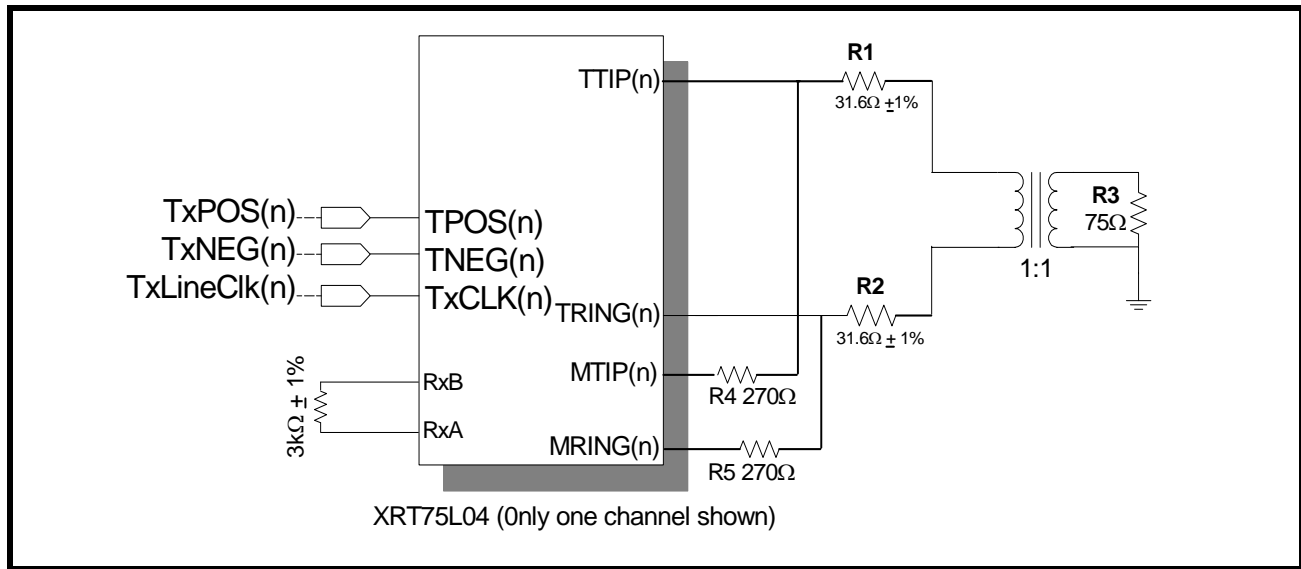 R1
TTIP(n)
31.6Ω ±1%
TxPOS(n)
TPOS(n)
R3
75Ω
TxNEG(n)
TNEG(n)
1:1
TxLineClk(n)
TxCLK(n)
R2
TRING(n)
31.6Ω ± 1%
MTIP(n)
RxB
R4 270Ω
3kΩ ± 1%
RxA
MRING(n)
R5 270Ω
XRT75L04 (0nly one channel shown)